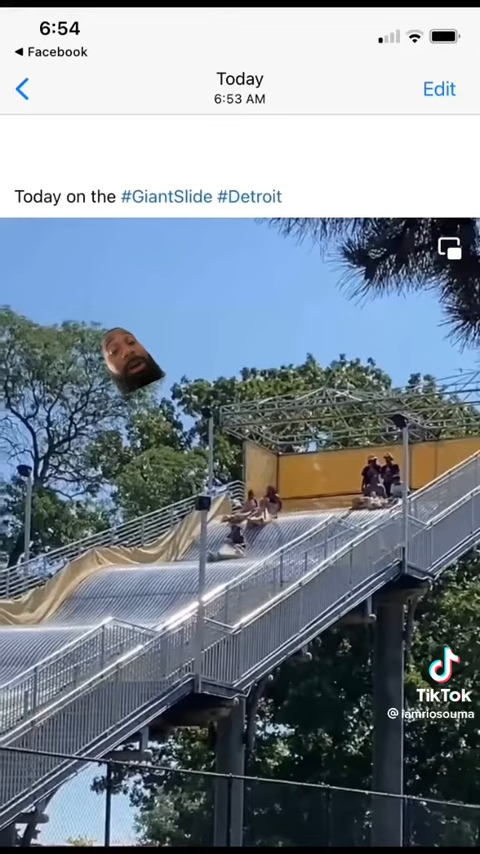 6:54
◀ Facebook
Today
6:53 AM
Edit
Today on the #GiantSlide #Detroit
TikTok
@iamriosouma